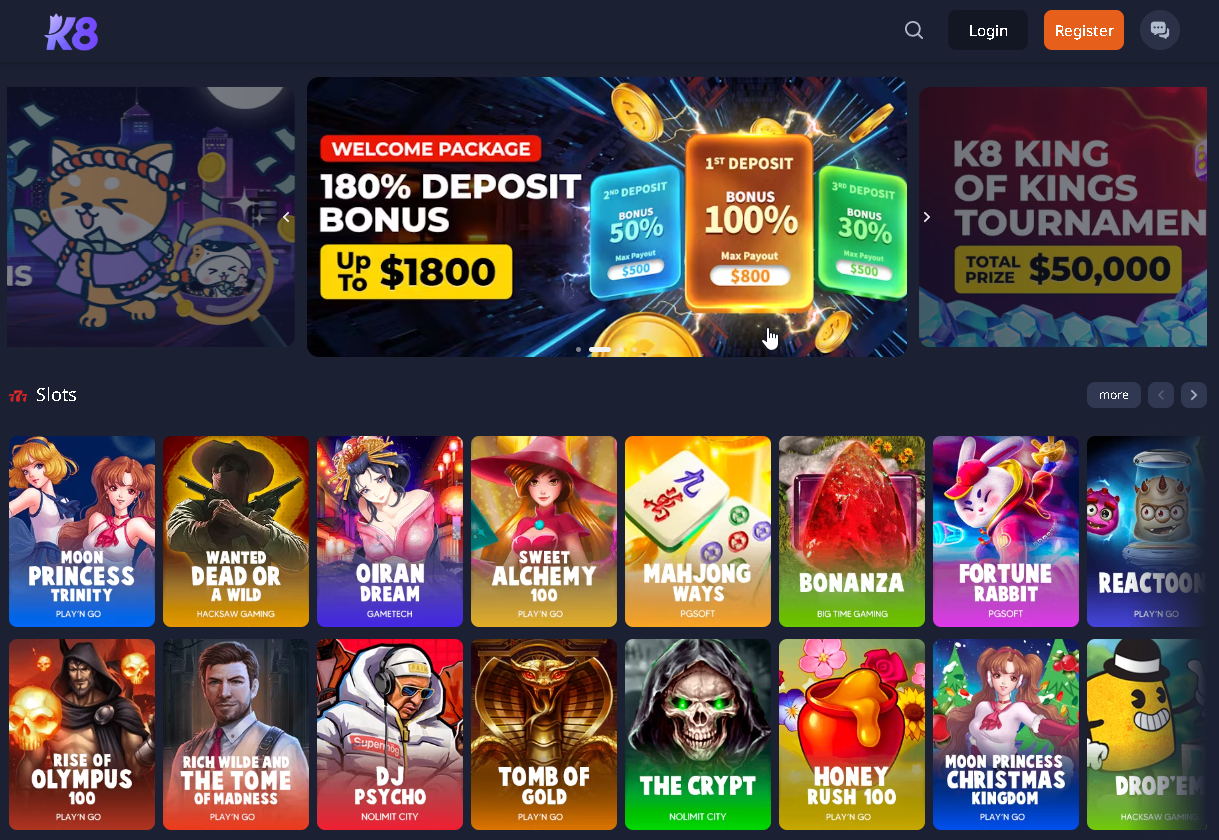 K8
Login
Register
WELCOME PACKAGE
180% DEPOSIT
BONUS
UP TO $1800
2ND DEPOSIT
BONUS
50%
Max Payout
$500
1ST DEPOSIT
BONUS
100%
Max Payout
$800
3RD DEPOSIT
BONUS
30%
Max Payout
$500
K8 KING
OF KINGS
TOURNAMEN
TOTAL PRIZE $50,000
IS
777 Slots
more
MOON
PRINCESS
TRINITY
PLAY'N GO
WANTED
DEAD OR
A WILD
HACKSAW GAMING
OIRAN
DREAM
GAMETECH
SWEET
ALCHEMY
100
PLAY'N GO
九
發
MAHJONG
WAYS
PGSOFT
BONANZA
BIG TIME GAMING
FORTUNE
RABBIT
PGSOFT
REACTOON
PLAY'N GO
RISE OF
OLYMPUS
100
PLAY'N GO
RICH WILDE AND
THE TOME
OF MADNESS
PLAY'N GO
DJ
PSYCHO
NOLIMIT CITY
TOMB OF
GOLD
PLAY'N GO
THE CRYPT
NOLIMIT CITY
HONEY
RUSH 100
PLAY'N GO
MOON PRINCESS
CHRISTMAS
KINGDOM
PLAY'N GO
DROP'EM
HACKSAW GAMING